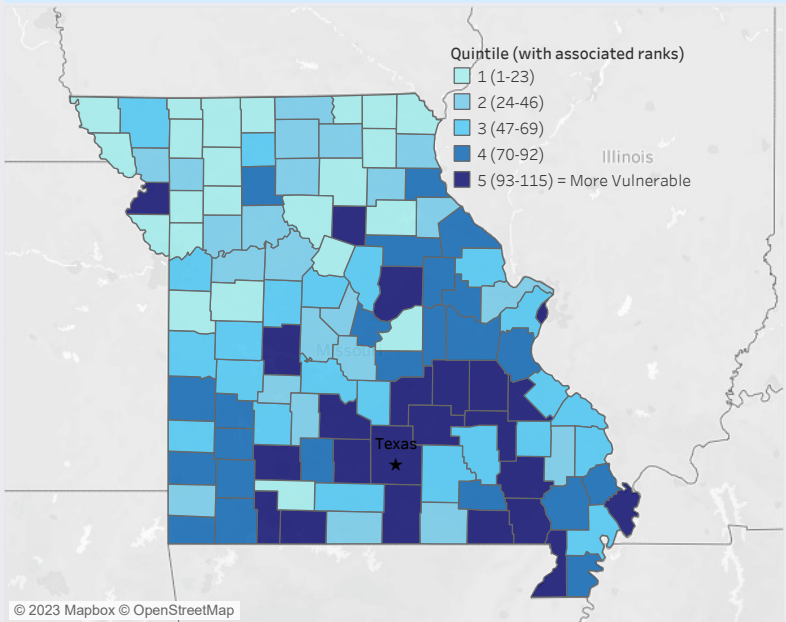 Quintile (with associated ranks)
1 (1-23)
2 (24-46)
3 (47-69)
4 (70-92)
5 (93-115) = More Vulnerable
Illinois
Missouri
Texas
★
© 2023 Mapbox © OpenStreetMap